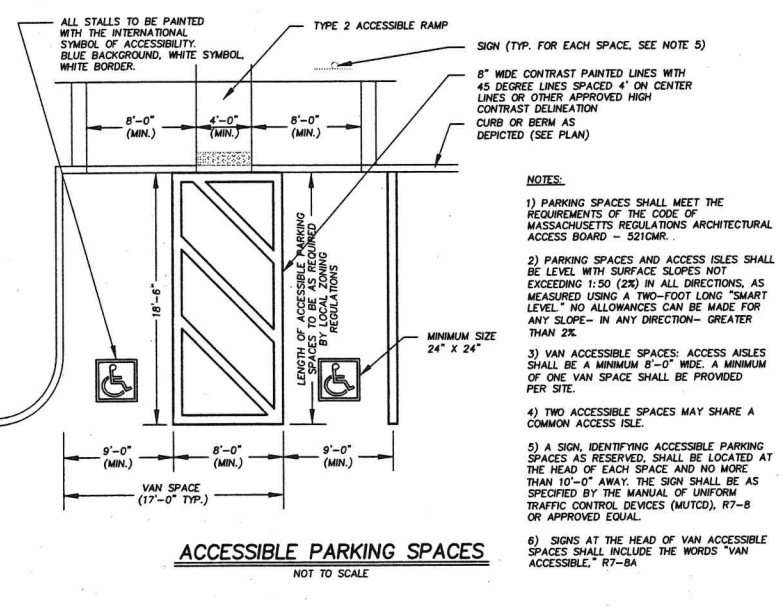 ALL STALLS TO BE PAINTED
WITH THE INTERNATIONAL
SYMBOL OF ACCESSIBILITY.
BLUE BACKGROUND, WHITE SYMBOL,
WHITE BORDER.
TYPE 2 ACCESSIBLE RAMP
SIGN (TYP. FOR EACH SPACE, SEE NOTE 5)
8" WIDE CONTRAST PAINTED LINES WITH
45 DEGREE LINES SPACED 4' ON CENTER
LINES OR OTHER APPROVED HIGH
CONTRAST DELINEATION
CURB OR BERM AS
DEPICTED (SEE PLAN)
8'-0"
(MIN.)
4'-0"
(MIN.)
8'-0"
(MIN.)
18'-6"
LENGTH OF ACCESSIBLE PARKING
SPACES TO BE AS REQUIRED
BY LOCAL ZONING
REGULATIONS
MINIMUM SIZE
24" X 24"
9'-0"
(MIN.)
8'-0"
(MIN.)
9'-0"
(MIN.)
VAN SPACE
(17'-0" TYP.)
ACCESSIBLE PARKING SPACES
NOT TO SCALE
NOTES:
1) PARKING SPACES SHALL MEET THE
REQUIREMENTS OF THE CODE OF
MASSACHUSETTS REGULATIONS ARCHITECTURAL
ACCESS BOARD - 521CMR.
2) PARKING SPACES AND ACCESS ISLES SHALL
BE LEVEL WITH SURFACE SLOPES NOT
EXCEEDING 1:50 (2%) IN ALL DIRECTIONS, AS
MEASURED USING A TWO-FOOT LONG "SMART
LEVEL." NO ALLOWANCES CAN BE MADE FOR
ANY SLOPE- IN ANY DIRECTION- GREATER
THAN 2%.
3) VAN ACCESSIBLE SPACES: ACCESS AISLES
SHALL BE A MINIMUM 8'-0" WIDE. A MINIMUM
OF ONE VAN SPACE SHALL BE PROVIDED
PER SITE.
4) TWO ACCESSIBLE SPACES MAY SHARE A
COMMON ACCESS ISLE.
5) A SIGN, IDENTIFYING ACCESSIBLE PARKING
SPACES AS RESERVED, SHALL BE LOCATED AT
THE HEAD OF EACH SPACE AND NO MORE
THAN 10'-0" AWAY. THE SIGN SHALL BE AS
SPECIFIED BY THE MANUAL OF UNIFORM
TRAFFIC CONTROL DEVICES (MUTCD), R7-8
OR APPROVED EQUAL.
6) SIGNS AT THE HEAD OF VAN ACCESSIBLE
SPACES SHALL INCLUDE THE WORDS "VAN
ACCESSIBLE," R7-8A